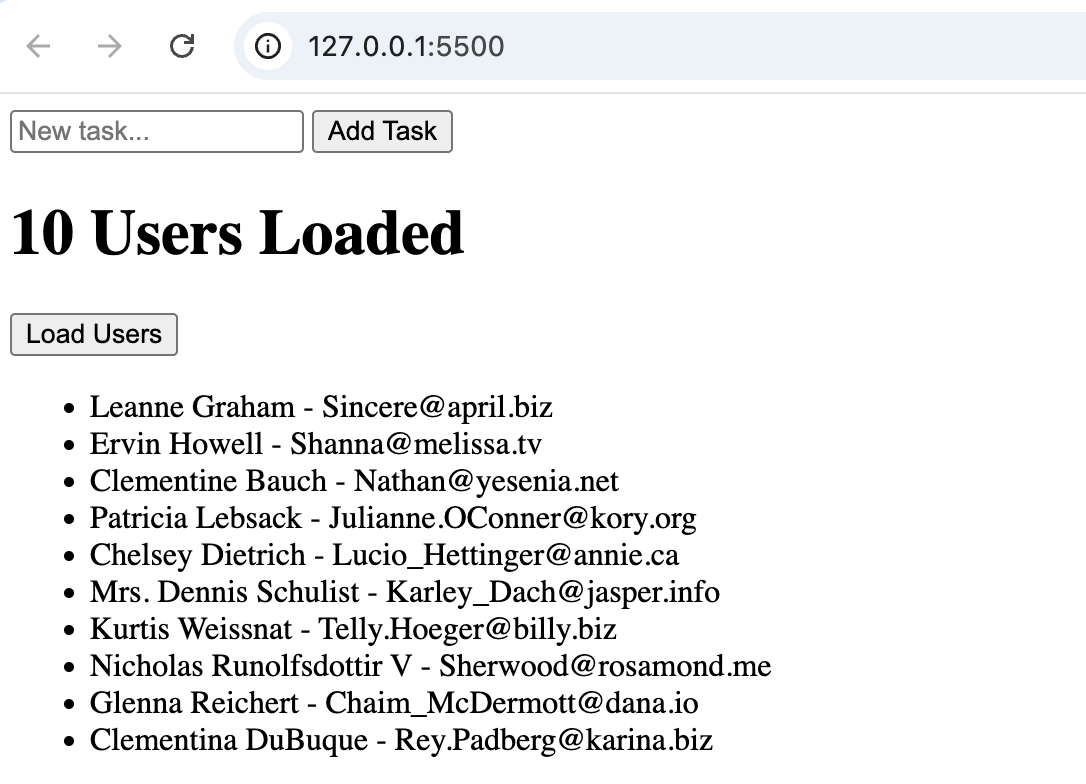 127.0.0.1:5500
New task... Add Task
10 Users Loaded
Load Users
• Leanne Graham - Sincere@april.biz
• Ervin Howell - Shanna@melissa.tv
• Clementine Bauch - Nathan@yesenia.net
• Patricia Lebsack - Julianne.OConner@kory.org
• Chelsey Dietrich - Lucio_Hettinger@annie.ca
• Mrs. Dennis Schulist - Karley_Dach@jasper.info
• Kurtis Weissnat - Telly.Hoeger@billy.biz
• Nicholas Runolfsdottir V - Sherwood@rosamond.me
• Glenna Reichert - Chaim_McDermott@dana.io
• Clementina DuBuque - Rey.Padberg@karina.biz